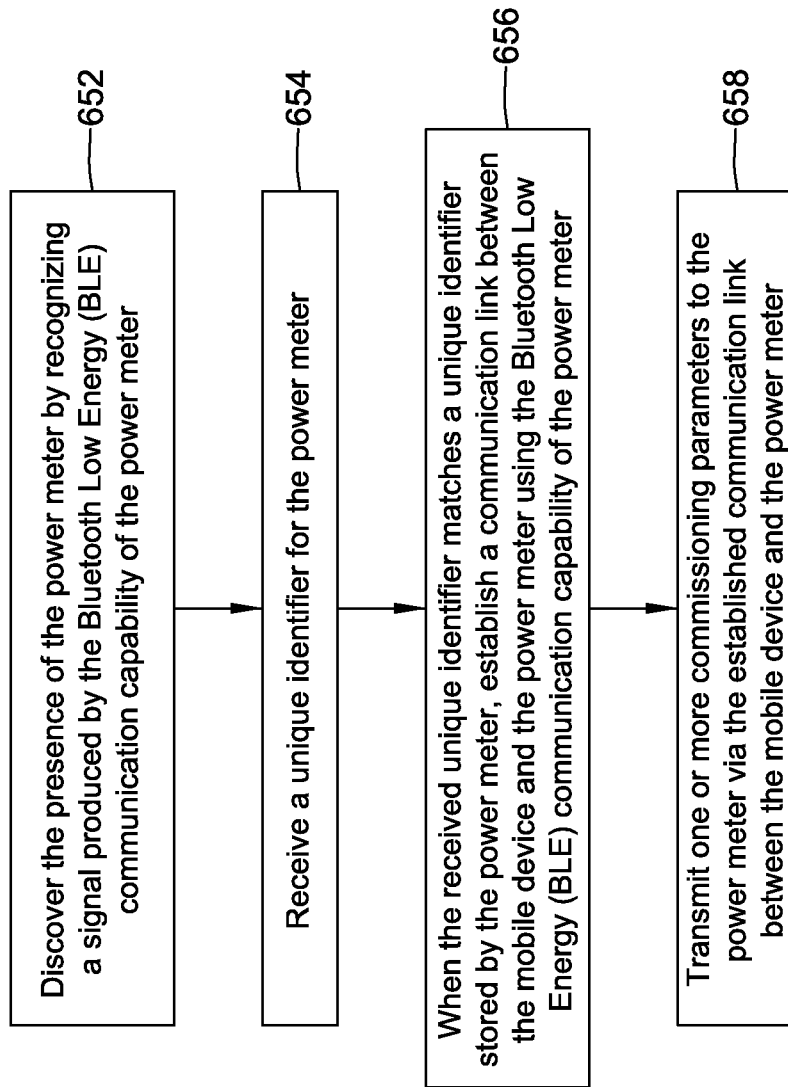 Discover the presence of the power meter by recognizing
a signal produced by the Bluetooth Low Energy (BLE)
communication capability of the power meter
652
Receive a unique identifier for the power meter
654
When the received unique identifier matches a unique identifier
stored by the power meter, establish a communication link between
the mobile device and the power meter using the Bluetooth Low
Energy (BLE) communication capability of the power meter
656
Transmit one or more commissioning parameters to the
power meter via the established communication link
between the mobile device and the power meter
658